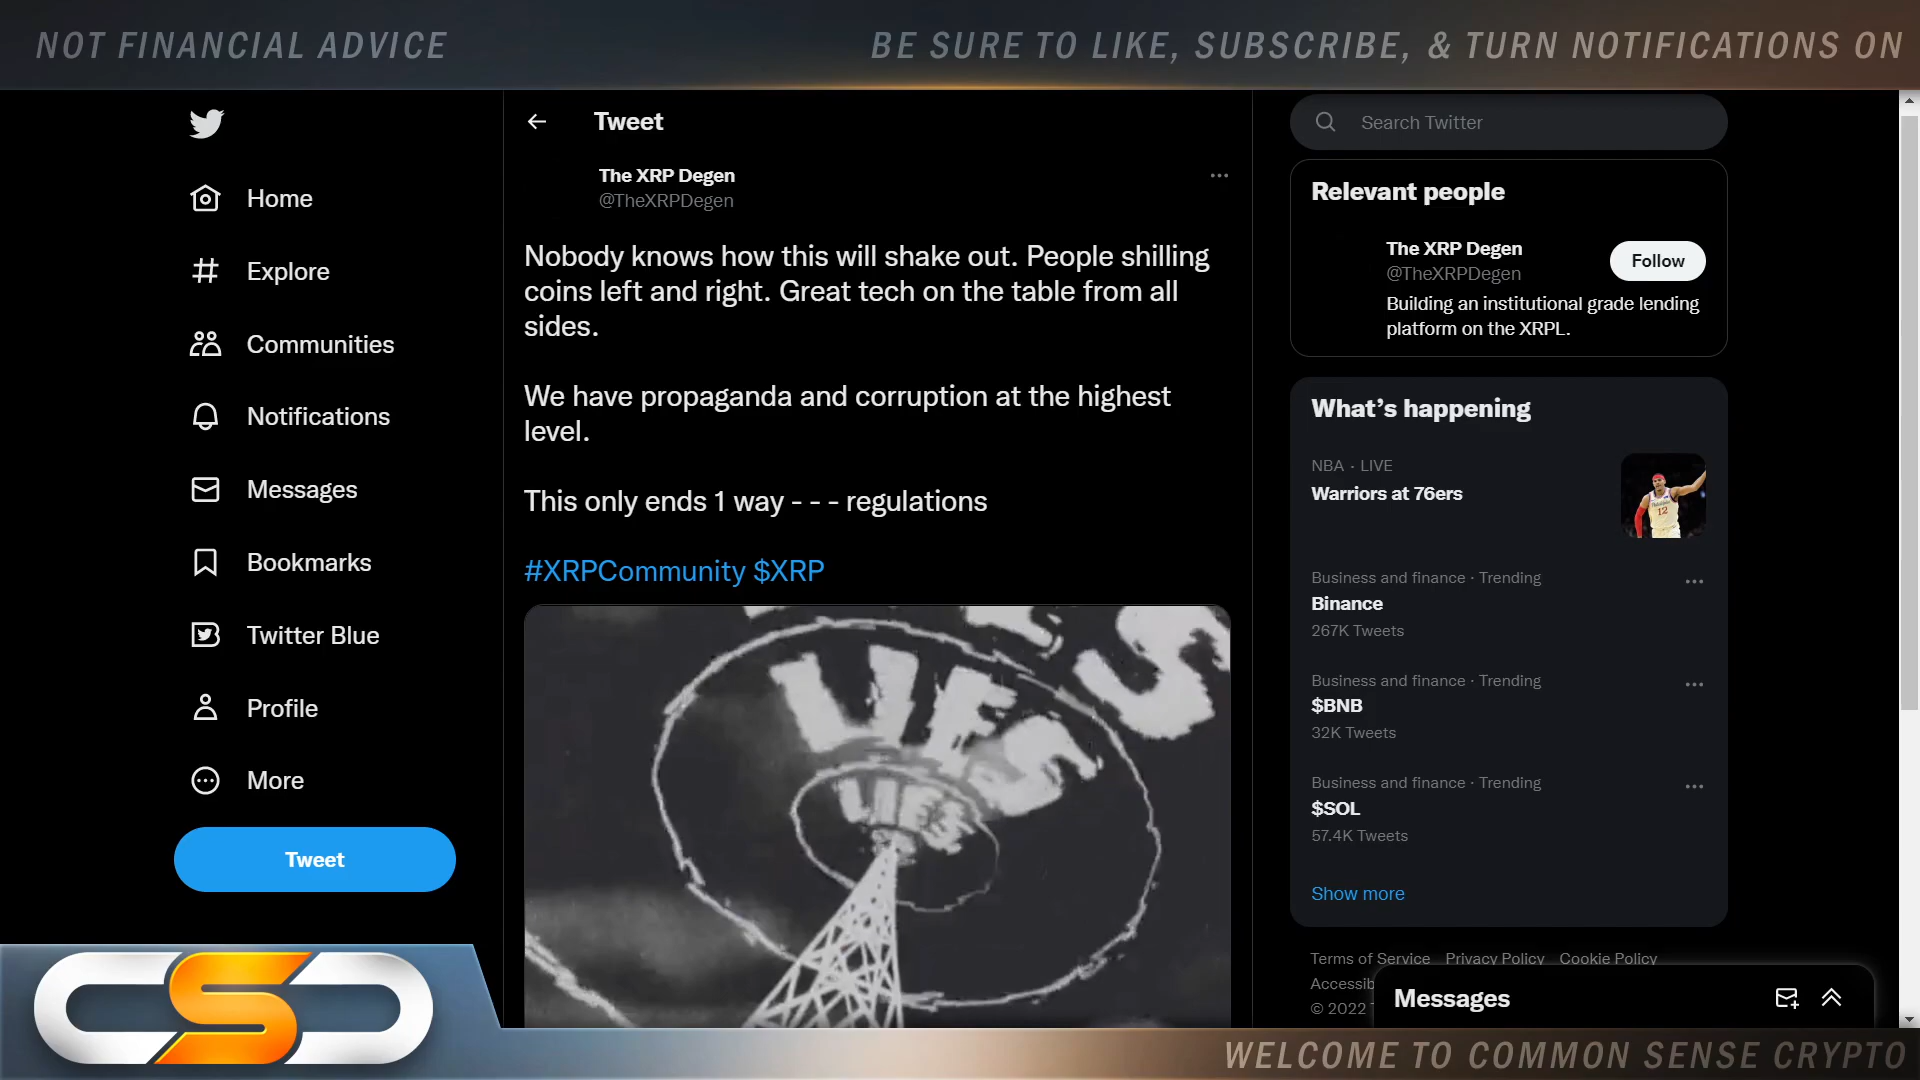 NOT FINANCIAL ADVICE
BE SURE TO LIKE, SUBSCRIBE, & TURN NOTIFICATIONS ON
Home
Explore
Communities
Notifications
Messages
Bookmarks
Twitter Blue
Profile
More
Tweet
Tweet
The XRP Degen
@TheXRPDegen
Nobody knows how this will shake out. People shilling
coins left and right. Great tech on the table from all
sides.
We have propaganda and corruption at the highest
level.
This only ends 1 way - - - regulations
#XRPCommunity $XRP
LIES
LIES
Search Twitter
Relevant people
The XRP Degen
@TheXRPDegen
Follow
Building an institutional grade lending
platform on the XRPL.
What's happening
NBA · LIVE
Warriors at 76ers
12
Business and finance · Trending
Binance
267K Tweets
Business and finance · Trending
$BNB
32K Tweets
Business and finance · Trending
$SOL
57.4K Tweets
Show more
Terms of Service Privacy Policy Cookie Policy
© 2022
Messages
CSC
WELCOME TO COMMON SENSE CRYPTO